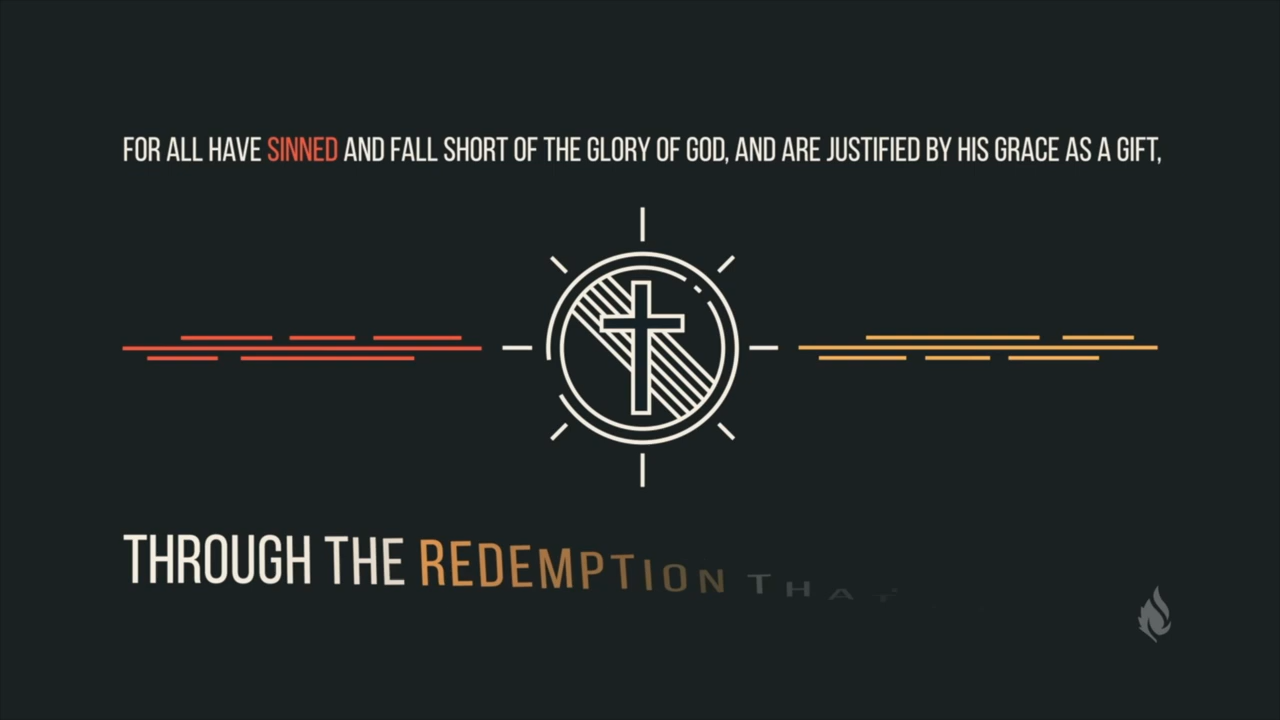 FOR ALL HAVE SINNED AND FALL SHORT OF THE GLORY OF GOD, AND ARE JUSTIFIED BY HIS GRACE AS A GIFT,
THROUGH THE REDEMPTION THAT